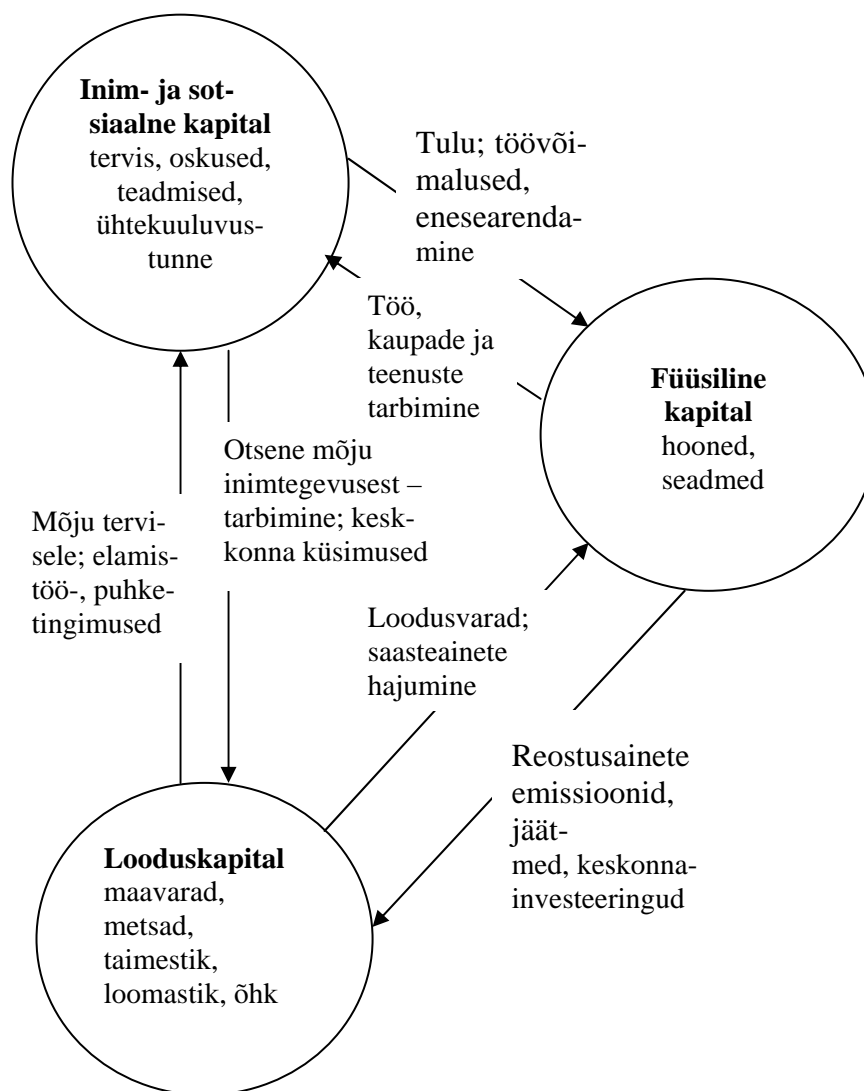 Inim- ja sot-
siaalne kapital
tervis, oskused,
teadmised,
ühtekuuluvus-
tunne
Tulu; töövõi-
malused,
enesearenda-
mine
Töö,
kaupade ja
teenuste
tarbimine
Füüsiline
kapital
hooned,
seadmed
Otsene mõju
inimtegevusest –
tarbimine; kesk-
konna küsimused
Mõju tervi-
sele; elamis-
töö-, puhke-
tingimused
Loodusvarad;
saasteainete
hajumine
Reostusainete
emissioonid,
jäät-
med, keskonna-
investeeringud
Looduskapital
maavarad,
metsad,
taimestik,
loomastik, õhk